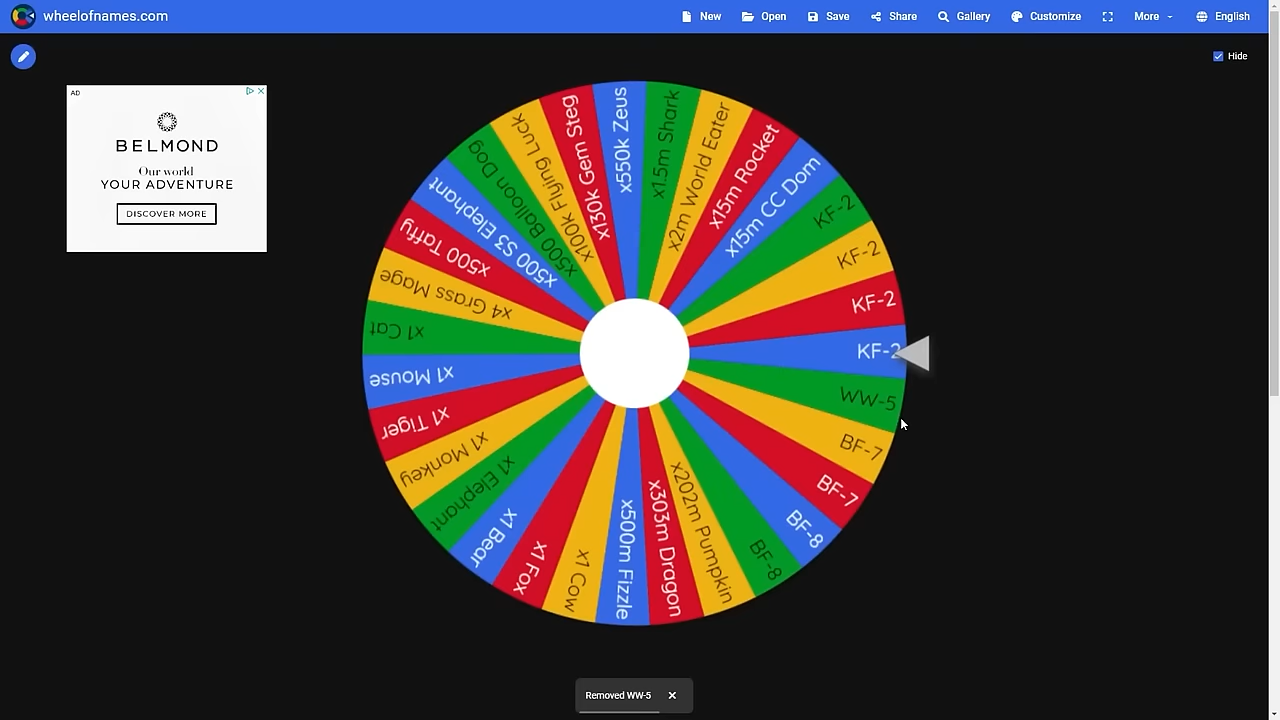 wheelofnames.com
New
Open
Save
Share
Gallery
Customize
More
English
Hide
AD
BELMOND
Our world
YOUR ADVENTURE
DISCOVER MORE
x550k Zeus
x1.5m Shark
x2m World Eater
x15m Rocket
x15m CC Dom
KF-2
KF-2
KF-2
KF-2
WW-5
BF-7
BF-7
BF-8
BF-8
x202m Pumpkin
x303m Dragon
x500m Fizzle
x1 Cow
x1 Fox
x1 Bear
x1 Elephant
x1 Monkey
x1 Tiger
x1 Mouse
x1 Cat
x4 Grass Mage
x500 Taffy
x500 S3 Elephant
x500 Balloon Dog
x100k Flying Luck
x130k Gem Steg
Removed WW-5